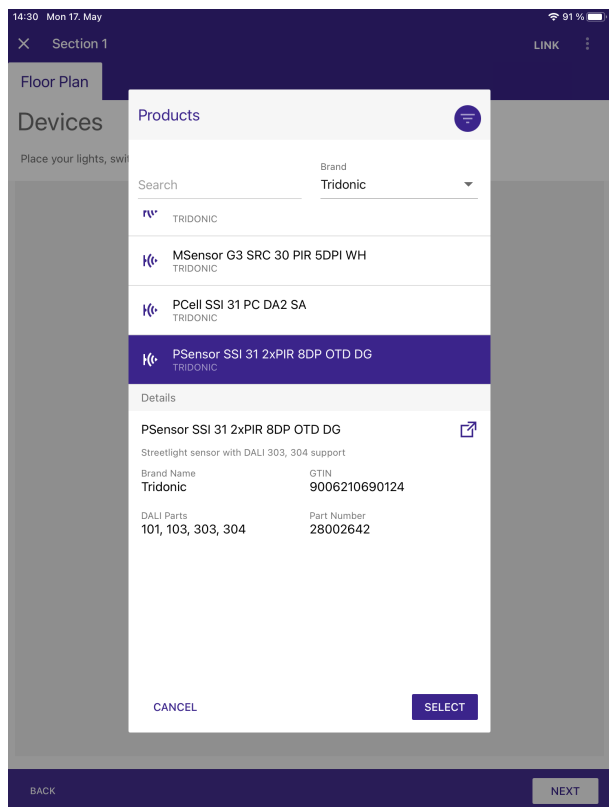 14:30 Mon 17. May 91 %
Section 1 LINK
Floor Plan
Devices
Place your lights, swi
Products
Search
Brand
Tridonic
TRIDONIC
MSensor G3 SRC 30 PIR 5DPI WH
TRIDONIC
PCell SSI 31 PC DA2 SA
TRIDONIC
PSensor SSI 31 2xPIR 8DP OTD DG
TRIDONIC
Details
PSensor SSI 31 2xPIR 8DP OTD DG
Streetlight sensor with DALI 303, 304 support
Brand Name GTIN
Tridonic 9006210690124
DALI Parts Part Number
101, 103, 303, 304 28002642
CANCEL SELECT
BACK NEXT